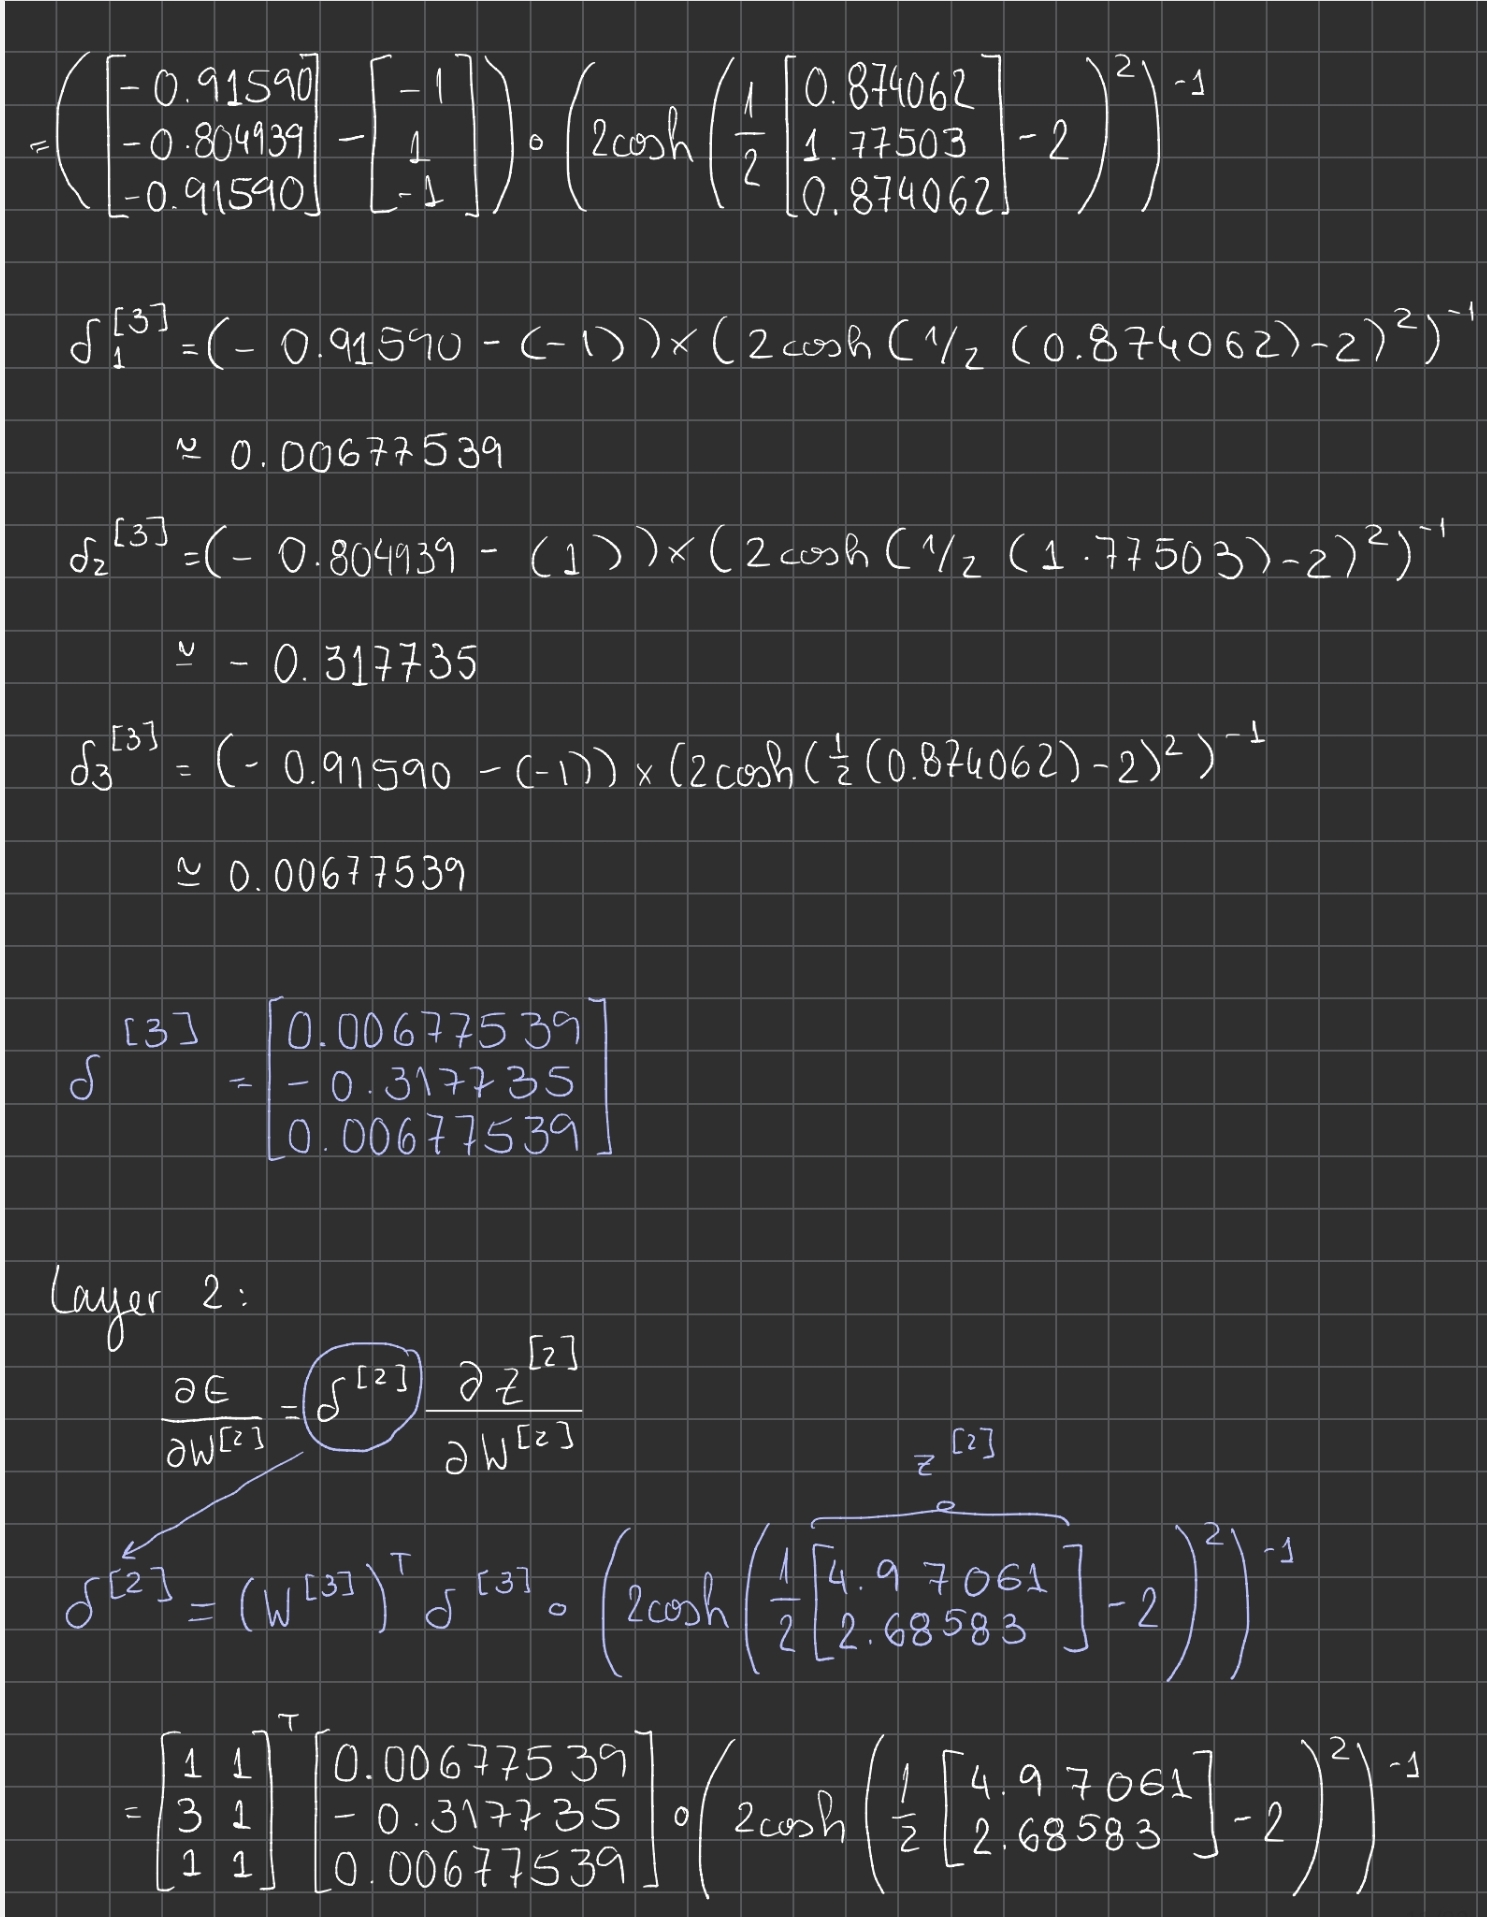 = ([-0.91590; -0.804939; -0.91590] - [-1; 1; -1]) ∘ (2cosh(1/2 [0.874062; 1.77503; 0.874062] - 2)²)⁻¹
δ₁^[3] = (- 0.91590 - (-1)) × (2cosh(1/2 (0.874062) - 2)²)⁻¹
≃ 0.00677539
δ₂^[3] = (- 0.804939 - (1)) × (2cosh(1/2 (1.77503) - 2)²)⁻¹
≃ - 0.317735
δ₃^[3] = (- 0.91590 - (-1)) × (2cosh(1/2 (0.874062) - 2)²)⁻¹
≃ 0.00677539
δ^[3] = [0.00677539; - 0.317735; 0.00677539]
Layer 2:
∂E/∂W^[2] = δ^[2] ∂z^[2]/∂W^[2]
z^[2]
δ^[2] = (W^[3])^T δ^[3] ∘ (2cosh(1/2 [4.97061; 2.68583] - 2)²)⁻¹
= [1 1; 3 1; 1 1]^T [0.00677539; - 0.317735; 0.00677539] ∘ (2cosh(1/2 [4.97061; 2.68583] - 2)²)⁻¹